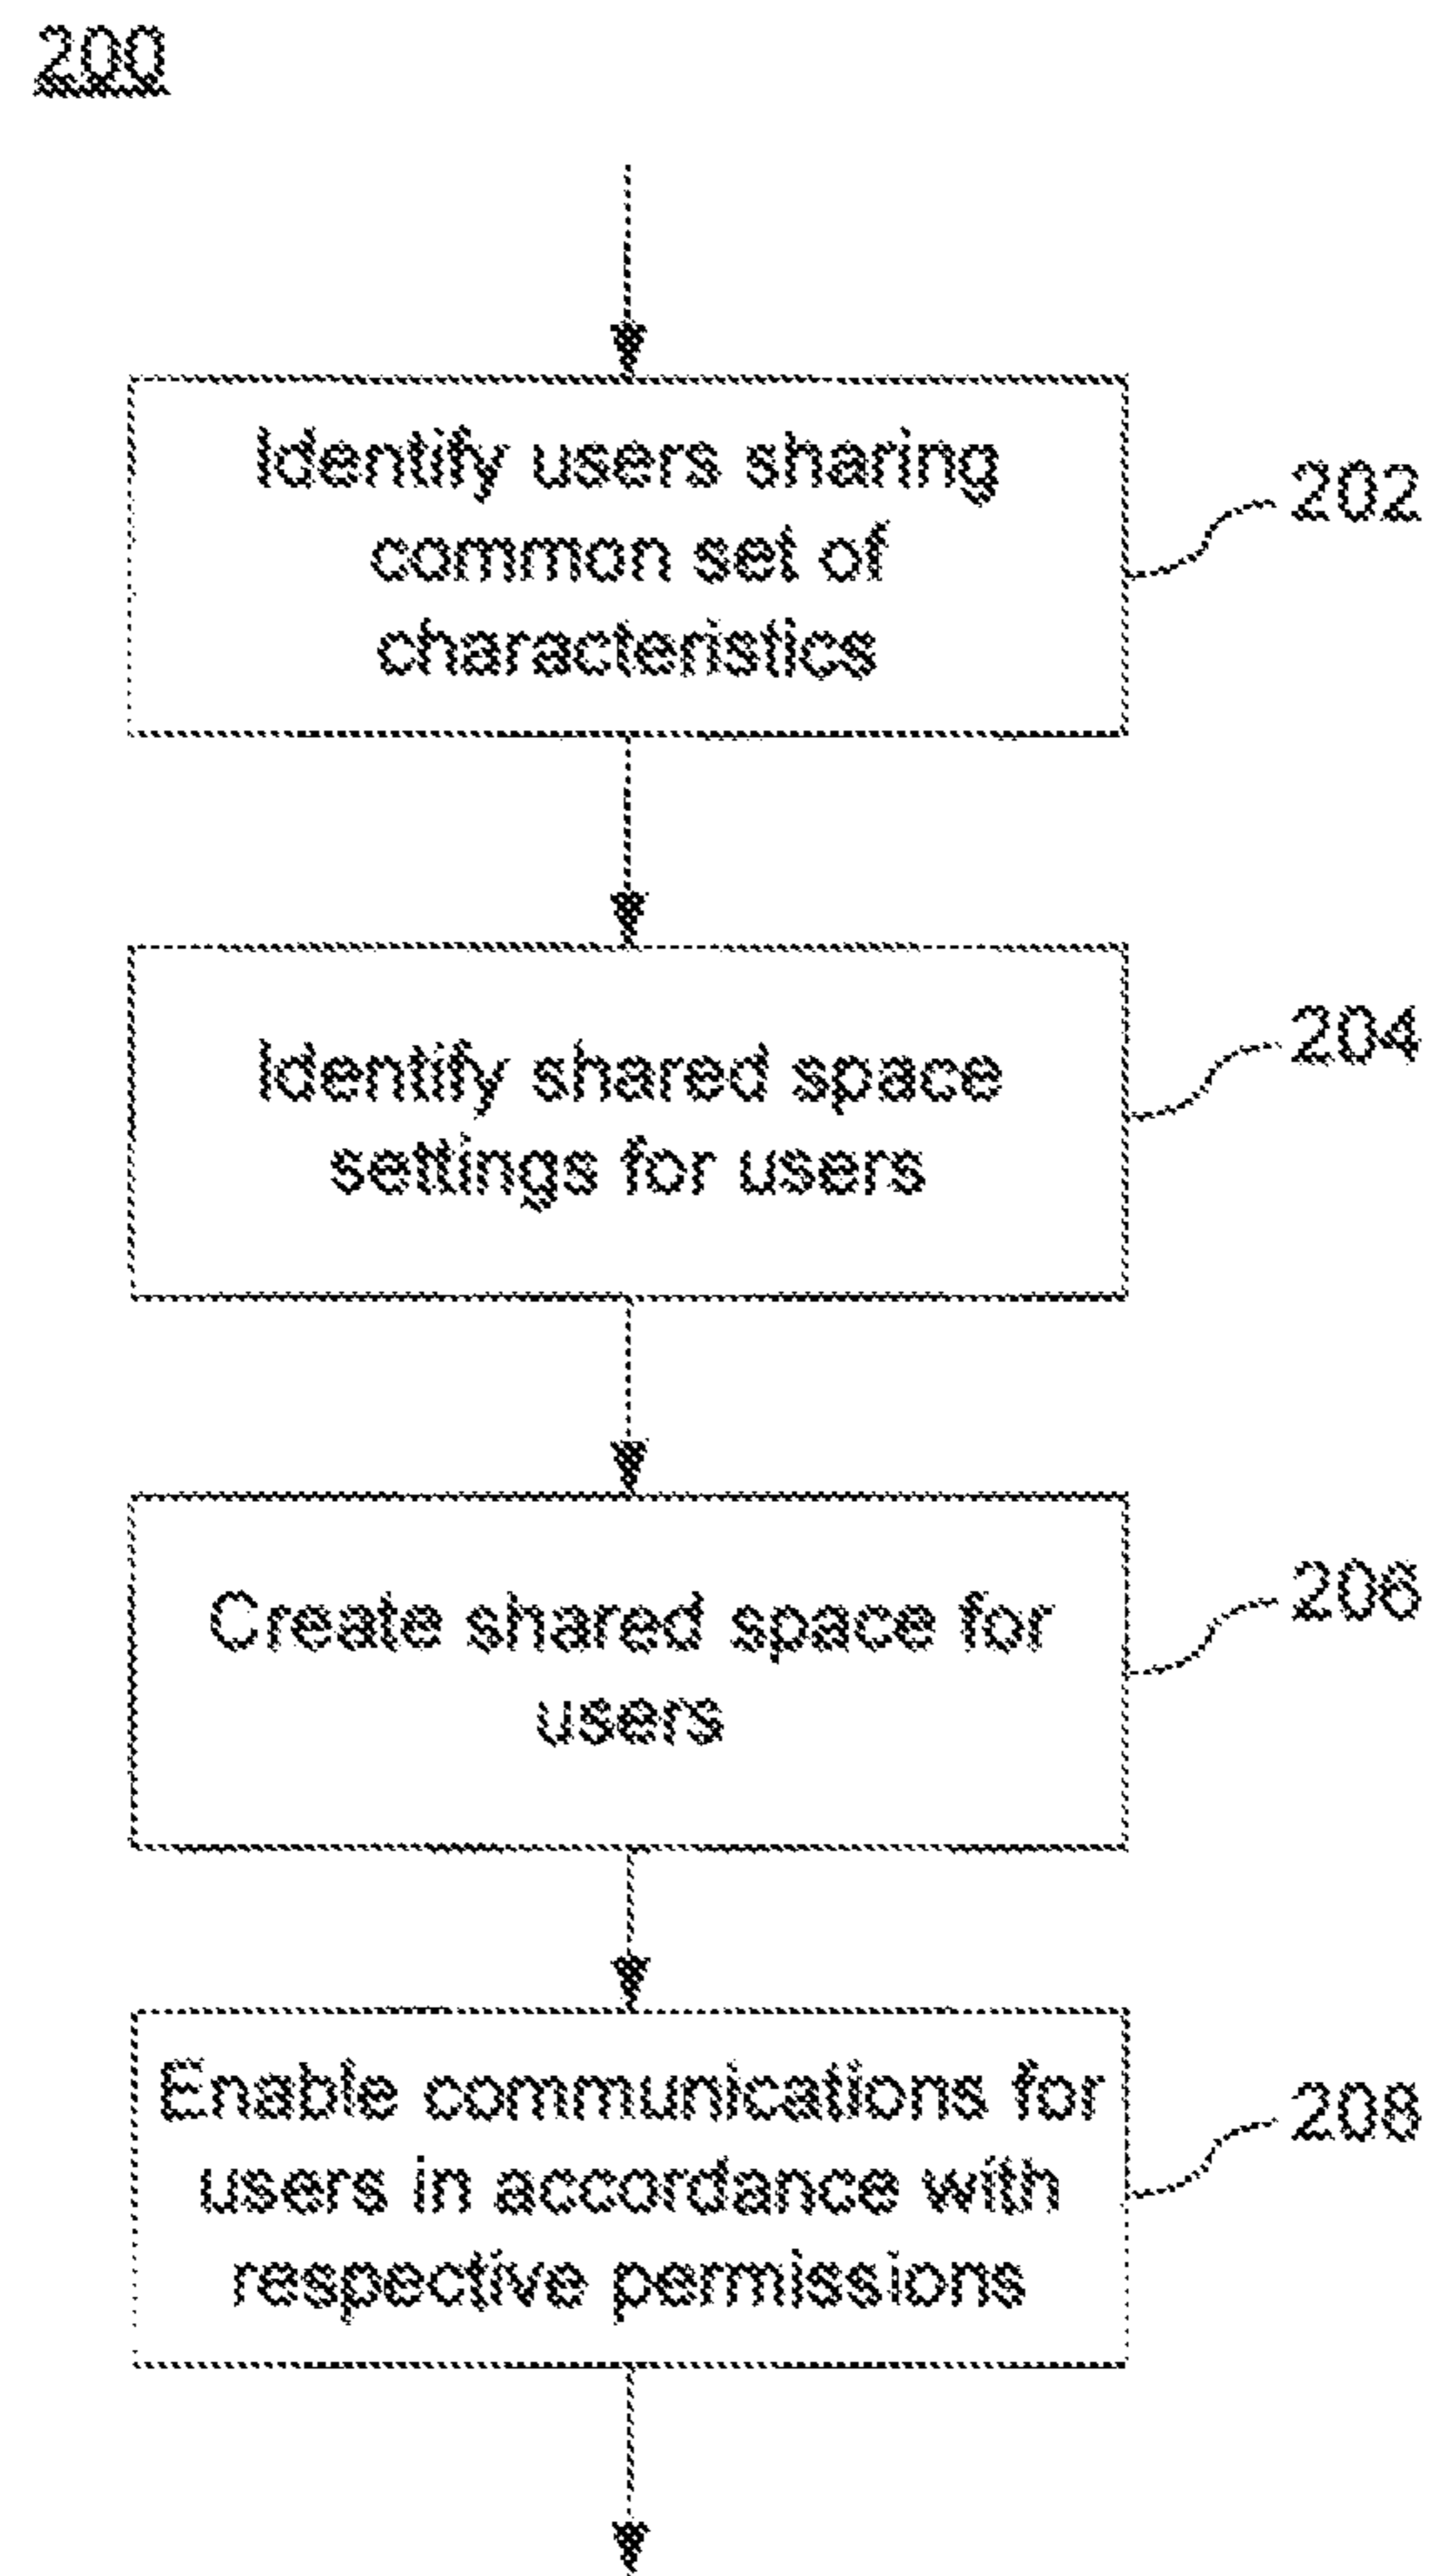 200
Identify users sharing
common set of
characteristics
202
Identify shared space
settings for users
204
Create shared space for
users
206
Enable communications for
users in accordance with
respective permissions
208